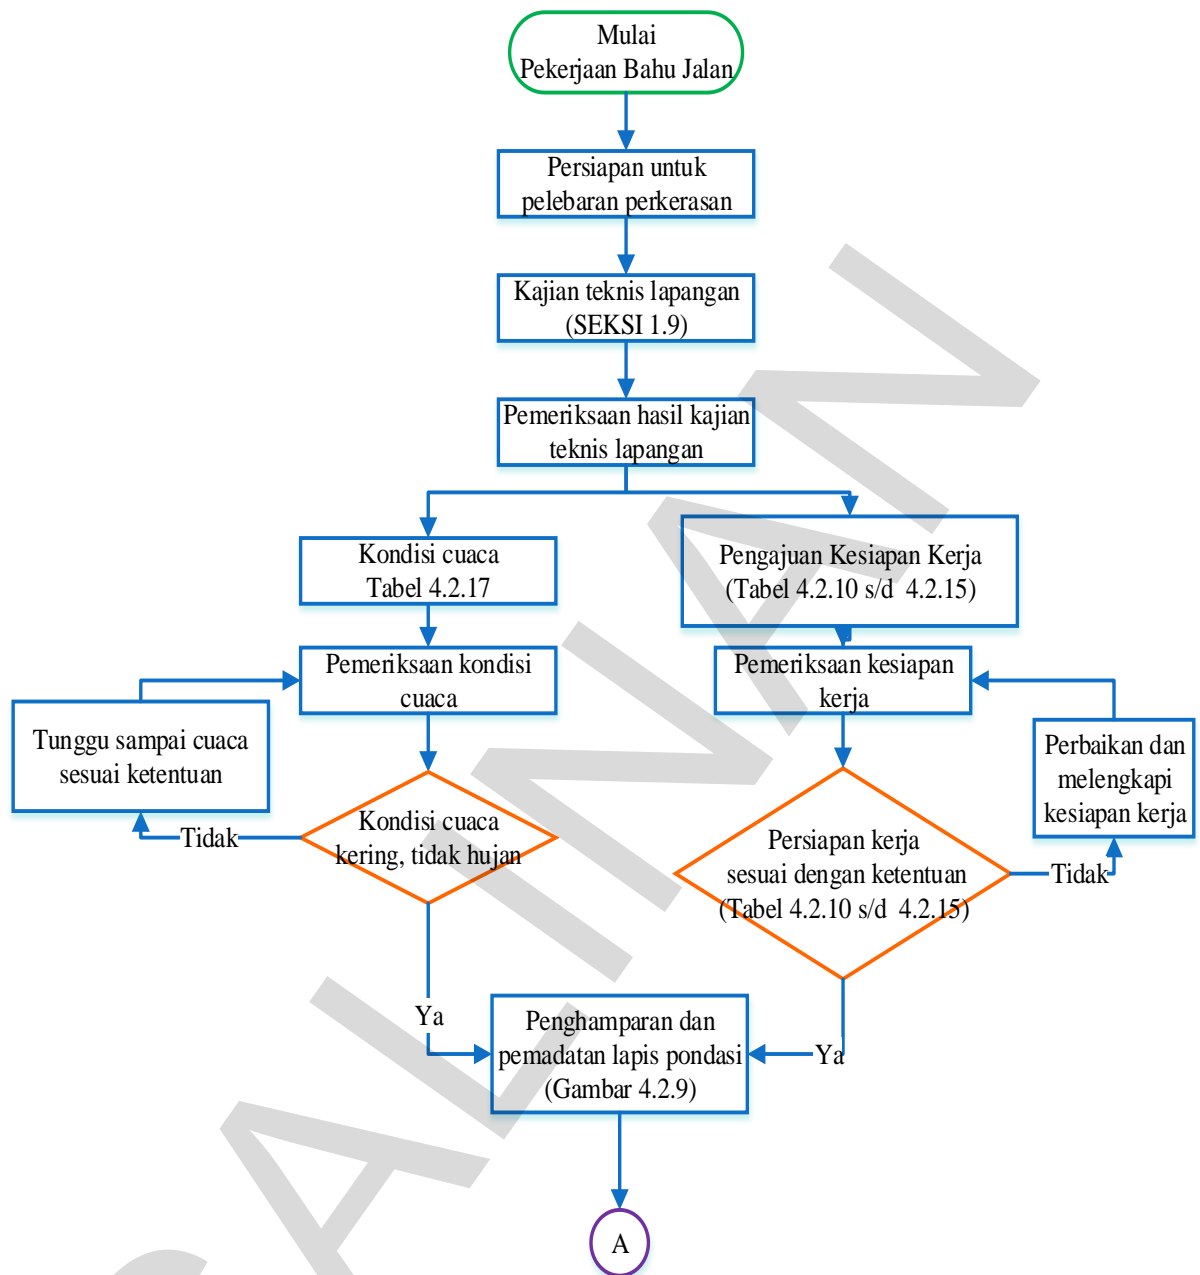 Mulai
Pekerjaan Bahu Jalan
Persiapan untuk
pelebaran perkerasan
Kajian teknis lapangan
(SEKSI 1.9)
Pemeriksaan hasil kajian
teknis lapangan
Kondisi cuaca
Tabel 4.2.17
Pengajuan Kesiapan Kerja
(Tabel 4.2.10 s/d 4.2.15)
Pemeriksaan kondisi
cuaca
Pemeriksaan kesiapan
kerja
Tunggu sampai cuaca
sesuai ketentuan
Perbaikan dan
melengkapi
kesiapan kerja
Kondisi cuaca
kering, tidak hujan
Tidak
Persiapan kerja
sesuai dengan ketentuan
(Tabel 4.2.10 s/d 4.2.15)
Tidak
Ya
Penghamparan dan
pemadatan lapis pondasi
(Gambar 4.2.9)
Ya
A
SALINAN